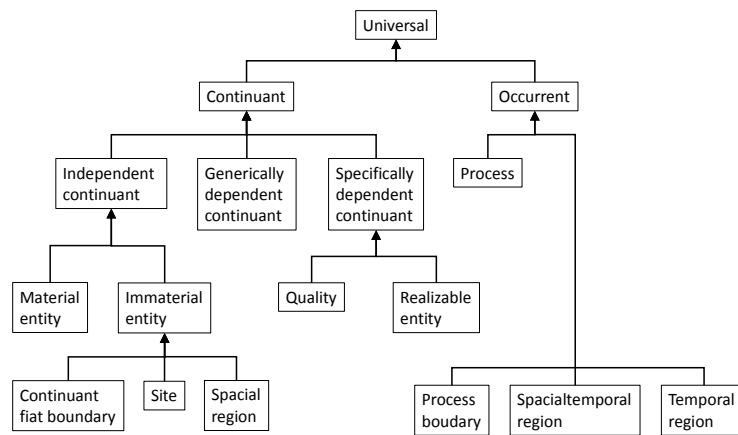 Universal
Continuant
Occurrent
Independent
continuant
Generically
dependent
continuant
Specifically
dependent
continuant
Process
Material
entity
Immaterial
entity
Quality
Realizable
entity
Continuant
fiat boundary
Site
Spacial
region
Process
boudary
Spacialtemporal
region
Temporal
region